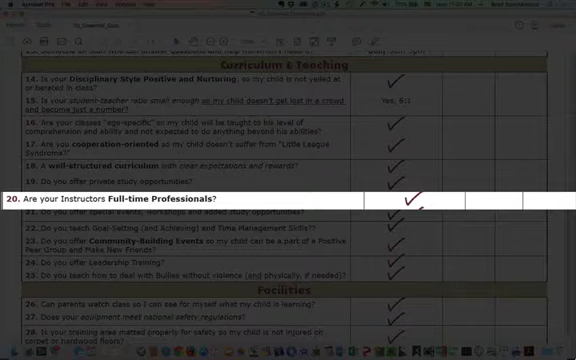 Curriculum & Teaching
14. Is your Disciplinary Style Positive and Nurturing, so my child is not yelled at
or berated in class?
15. Is your student-teacher ratio small enough so my child doesn't get lost in a crowd
and become just a number?
Yes, 6:1
16. Are your classes "age-specific" so my child will be taught to his level of
comprehension and ability and not expected to do anything beyond his abilities?
17. Are you cooperation-oriented so my child doesn't suffer from "Little League
Syndrome?"
18. A well-structured curriculum with clear expectations and rewards?
19. Do you offer private study opportunities?
20. Are your Instructors Full-time Professionals?
21. Do you offer special events, workshops and added study opportunities?
22. Do you teach Goal-Setting (and Achieving) and Time Management Skills??
23. Do you offer Community-Building Events so my child can be a part of a Positive
Peer Group and Make New Friends?
24. Do you offer Leadership Training?
25. Do you teach how to deal with Bullies without violence (and physically, if needed)?
Facilities
26. Can parents watch class so I can see for myself what my child is learning?
27. Does your equipment meet national safety regulations?
28. Is your training area matted properly for safety so my child is not injured on
carpet or hardwood floors?